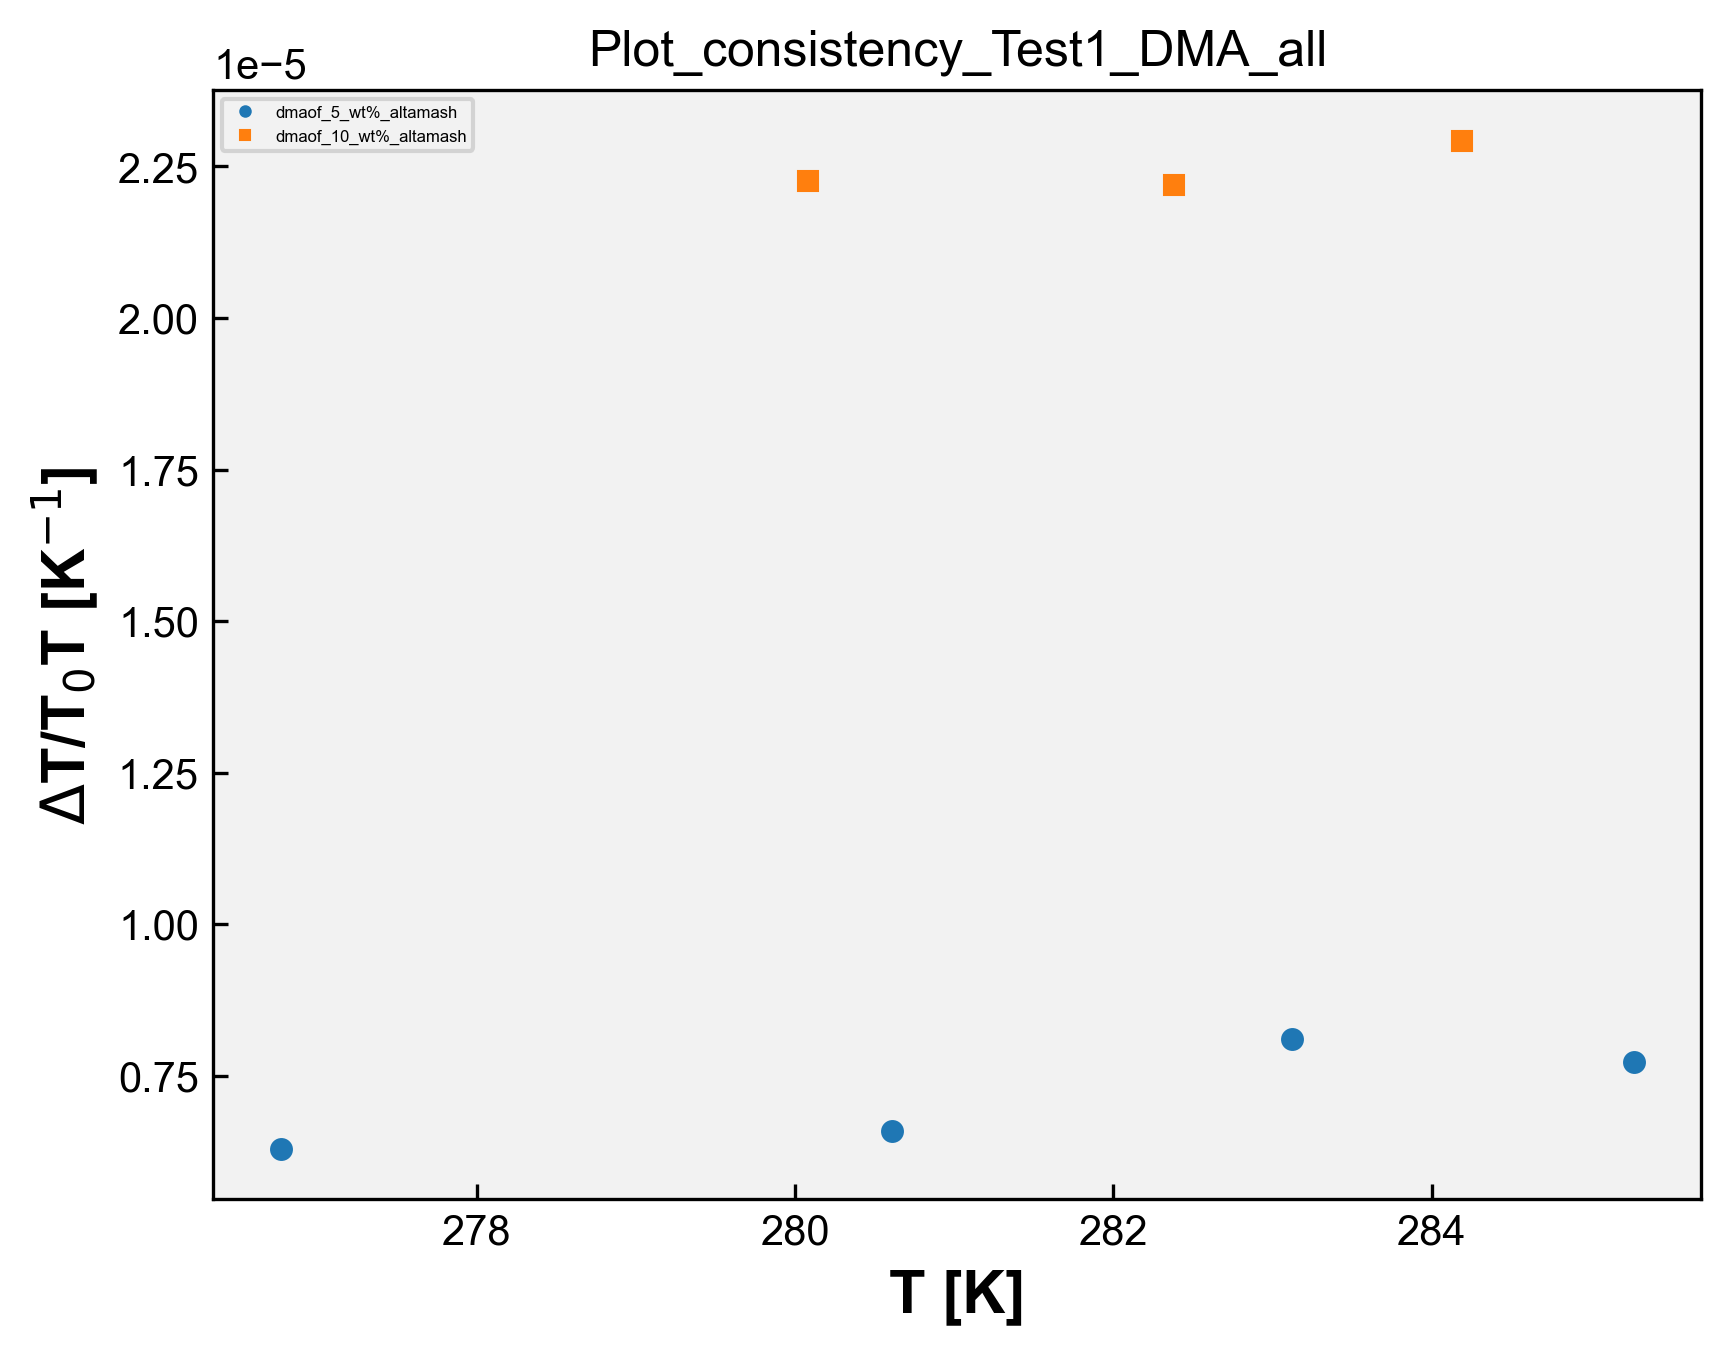 Plot_consistency_Test1_DMA_all
1e−5
dmaof_5_wt%_altamash
dmaof_10_wt%_altamash
2.25
2.00
1.75
1.50
1.25
1.00
0.75
ΔT/T₀T [K⁻¹]
278 280 282 284
T [K]